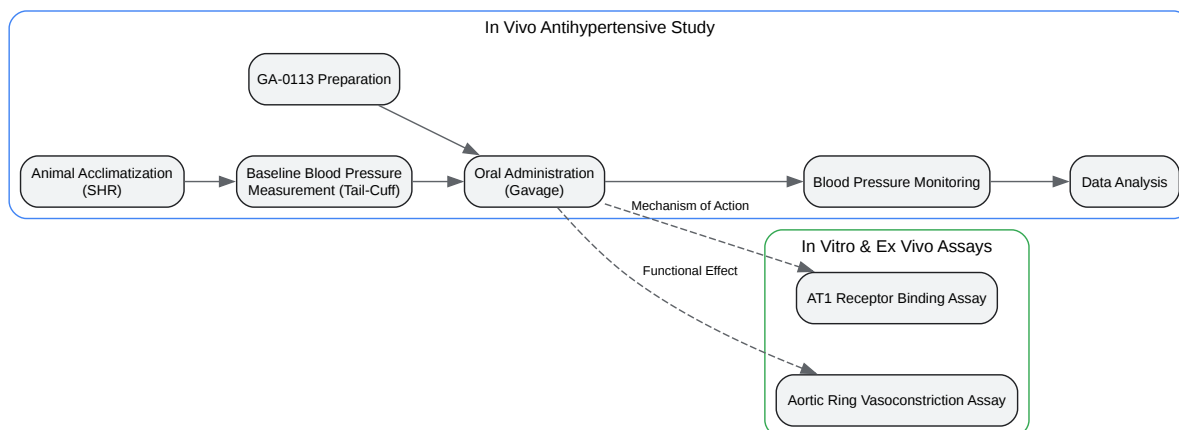 In Vivo Antihypertensive Study
GA-0113 Preparation
Animal Acclimatization
(SHR)
Baseline Blood Pressure
Measurement (Tail-Cuff)
Oral Administration
(Gavage)
Blood Pressure Monitoring
Data Analysis
Mechanism of Action
Functional Effect
In Vitro & Ex Vivo Assays
AT1 Receptor Binding Assay
Aortic Ring Vasoconstriction Assay